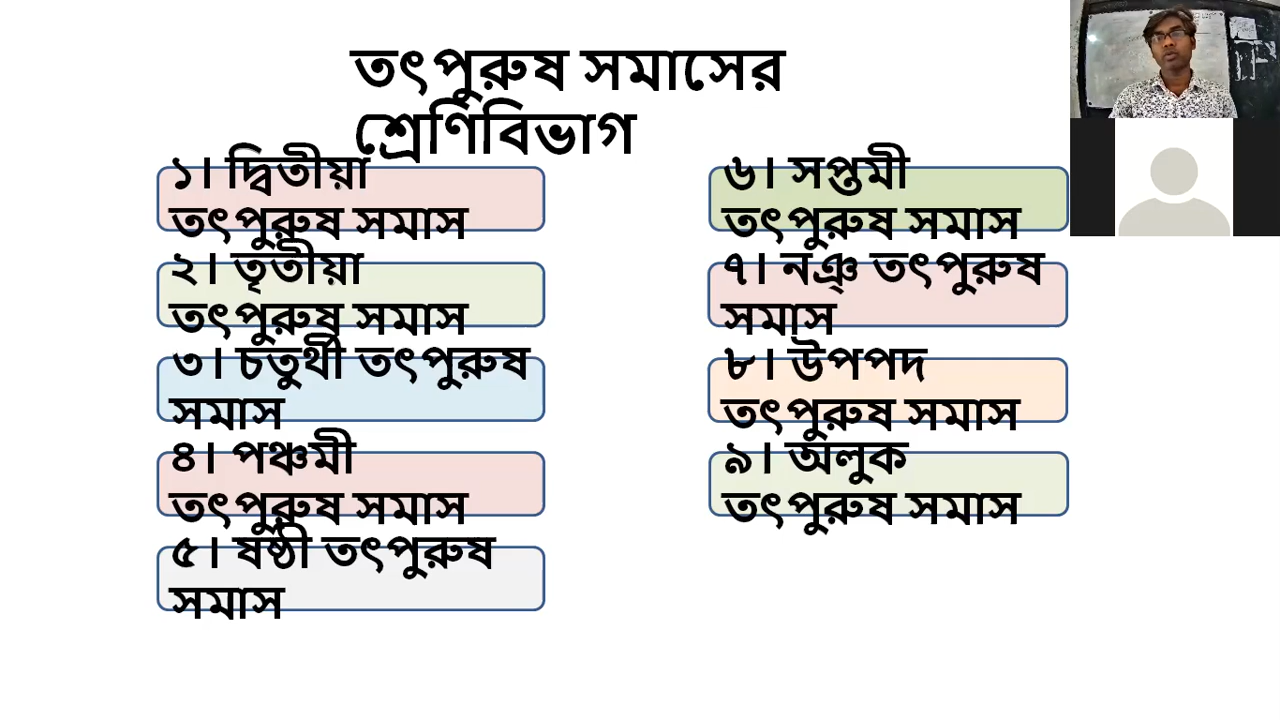 তৎপুরুষ সমাসের
শ্রেণিবিভাগ
১। দ্বিতীয়া
তৎপুরুষ সমাস
২। তৃতীয়া
তৎপুরুষ সমাস
৩। চতুর্থী তৎপুরুষ
সমাস
৪। পঞ্চমী
তৎপুরুষ সমাস
৫। ষষ্ঠী তৎপুরুষ
সমাস
৬। সপ্তমী
তৎপুরুষ সমাস
৭। নঞ্ তৎপুরুষ
সমাস
৮। উপপদ
তৎপুরুষ সমাস
৯। অলুক
তৎপুরুষ সমাস